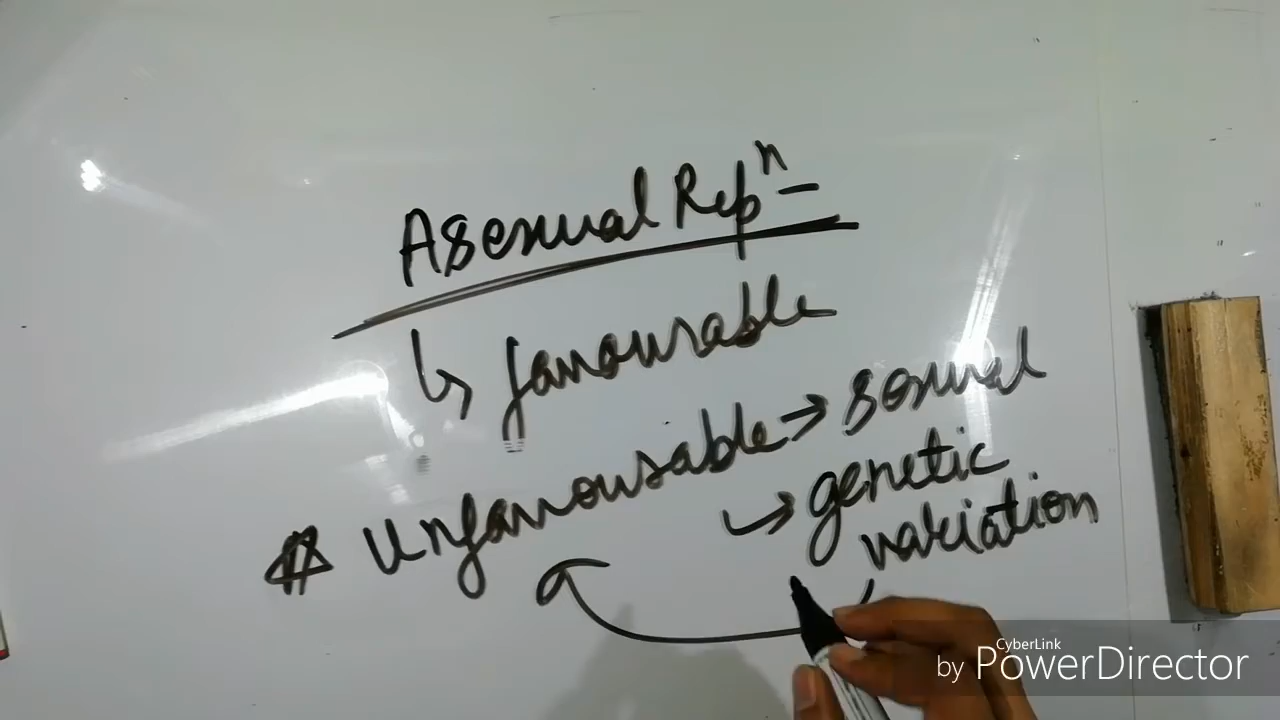 Asexual Repⁿ –
↳ favourable
# Unfavourable → sexual
↳ genetic
variation
CyberLink
by PowerDirector